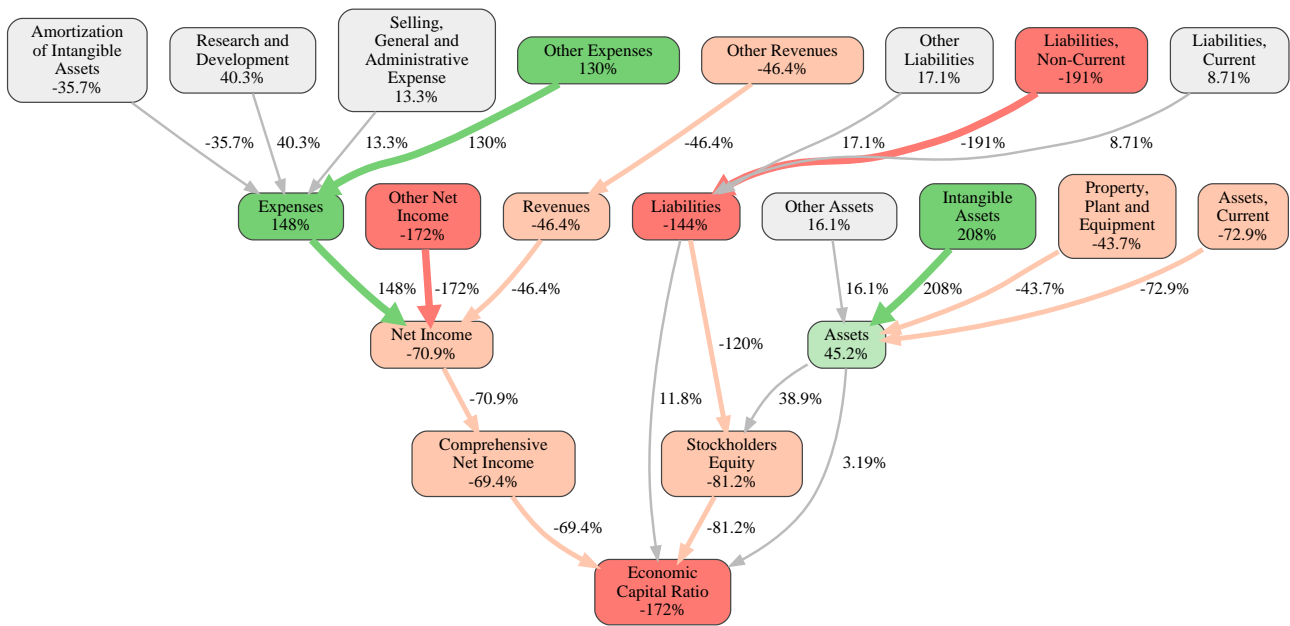 Amortization
of Intangible
Assets
-35.7%
Research and
Development
40.3%
Selling,
General and
Administrative
Expense
13.3%
Other Expenses
130%
Other Revenues
-46.4%
Other
Liabilities
17.1%
Liabilities,
Non-Current
-191%
Liabilities,
Current
8.71%
-35.7%
40.3%
13.3%
130%
-46.4%
17.1%
-191%
8.71%
Expenses
148%
Other Net
Income
-172%
Revenues
-46.4%
Liabilities
-144%
Other Assets
16.1%
Intangible
Assets
208%
Property,
Plant and
Equipment
-43.7%
Assets,
Current
-72.9%
148%
-172%
-46.4%
16.1%
208%
-43.7%
-72.9%
Net Income
-70.9%
-120%
Assets
45.2%
-70.9%
11.8%
38.9%
Comprehensive
Net Income
-69.4%
Stockholders
Equity
-81.2%
3.19%
-69.4%
-81.2%
Economic
Capital Ratio
-172%